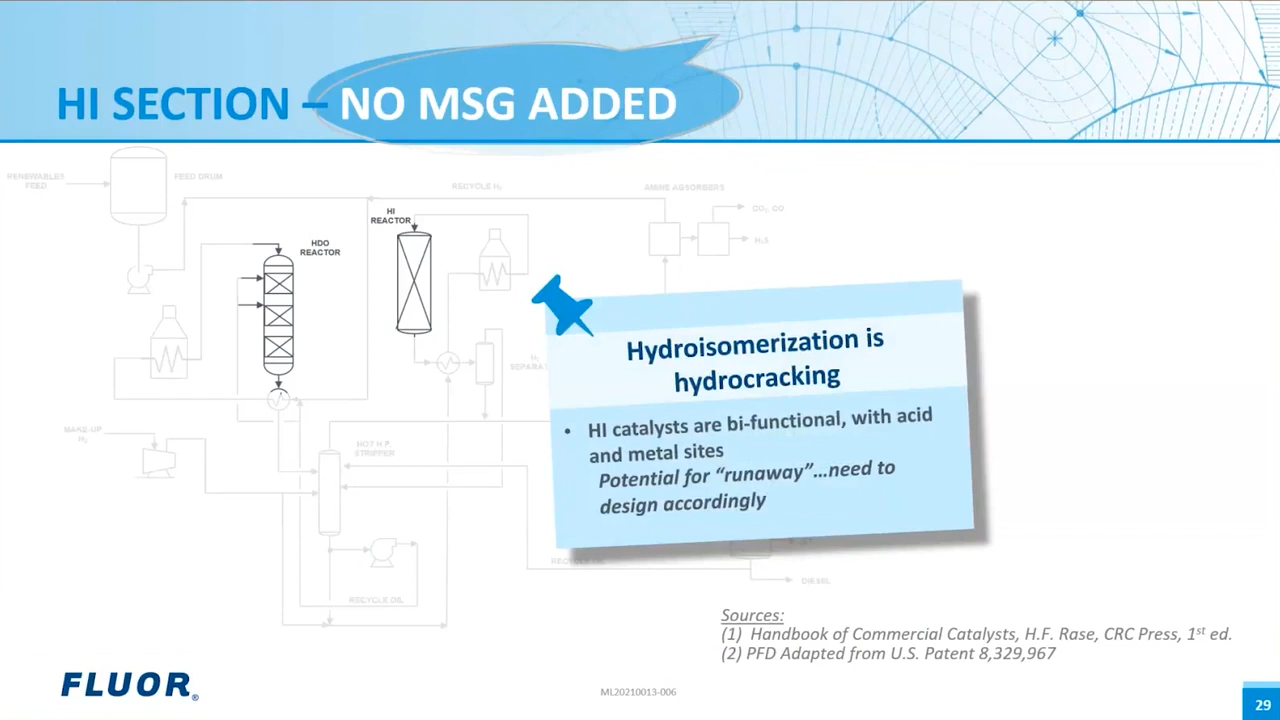 HI SECTION – NO MSG ADDED
RENEWABLES
FEED
FEED DRUM
RECYCLE H₂
AMINE ABSORBERS
CO₂, CO
H₂S
HI
REACTOR
HDO
REACTOR
MAKE-UP
H₂
HOT H.P.
STRIPPER
RECYCLE OIL
DIESEL
Hydroisomerization is
hydrocracking
• HI catalysts are bi-functional, with acid
and metal sites
Potential for “runaway”…need to
design accordingly
RECYCLE OIL
Sources:
(1) Handbook of Commercial Catalysts, H.F. Rase, CRC Press, 1st ed.
(2) PFD Adapted from U.S. Patent 8,329,967
FLUOR®
ML20210013-006
29